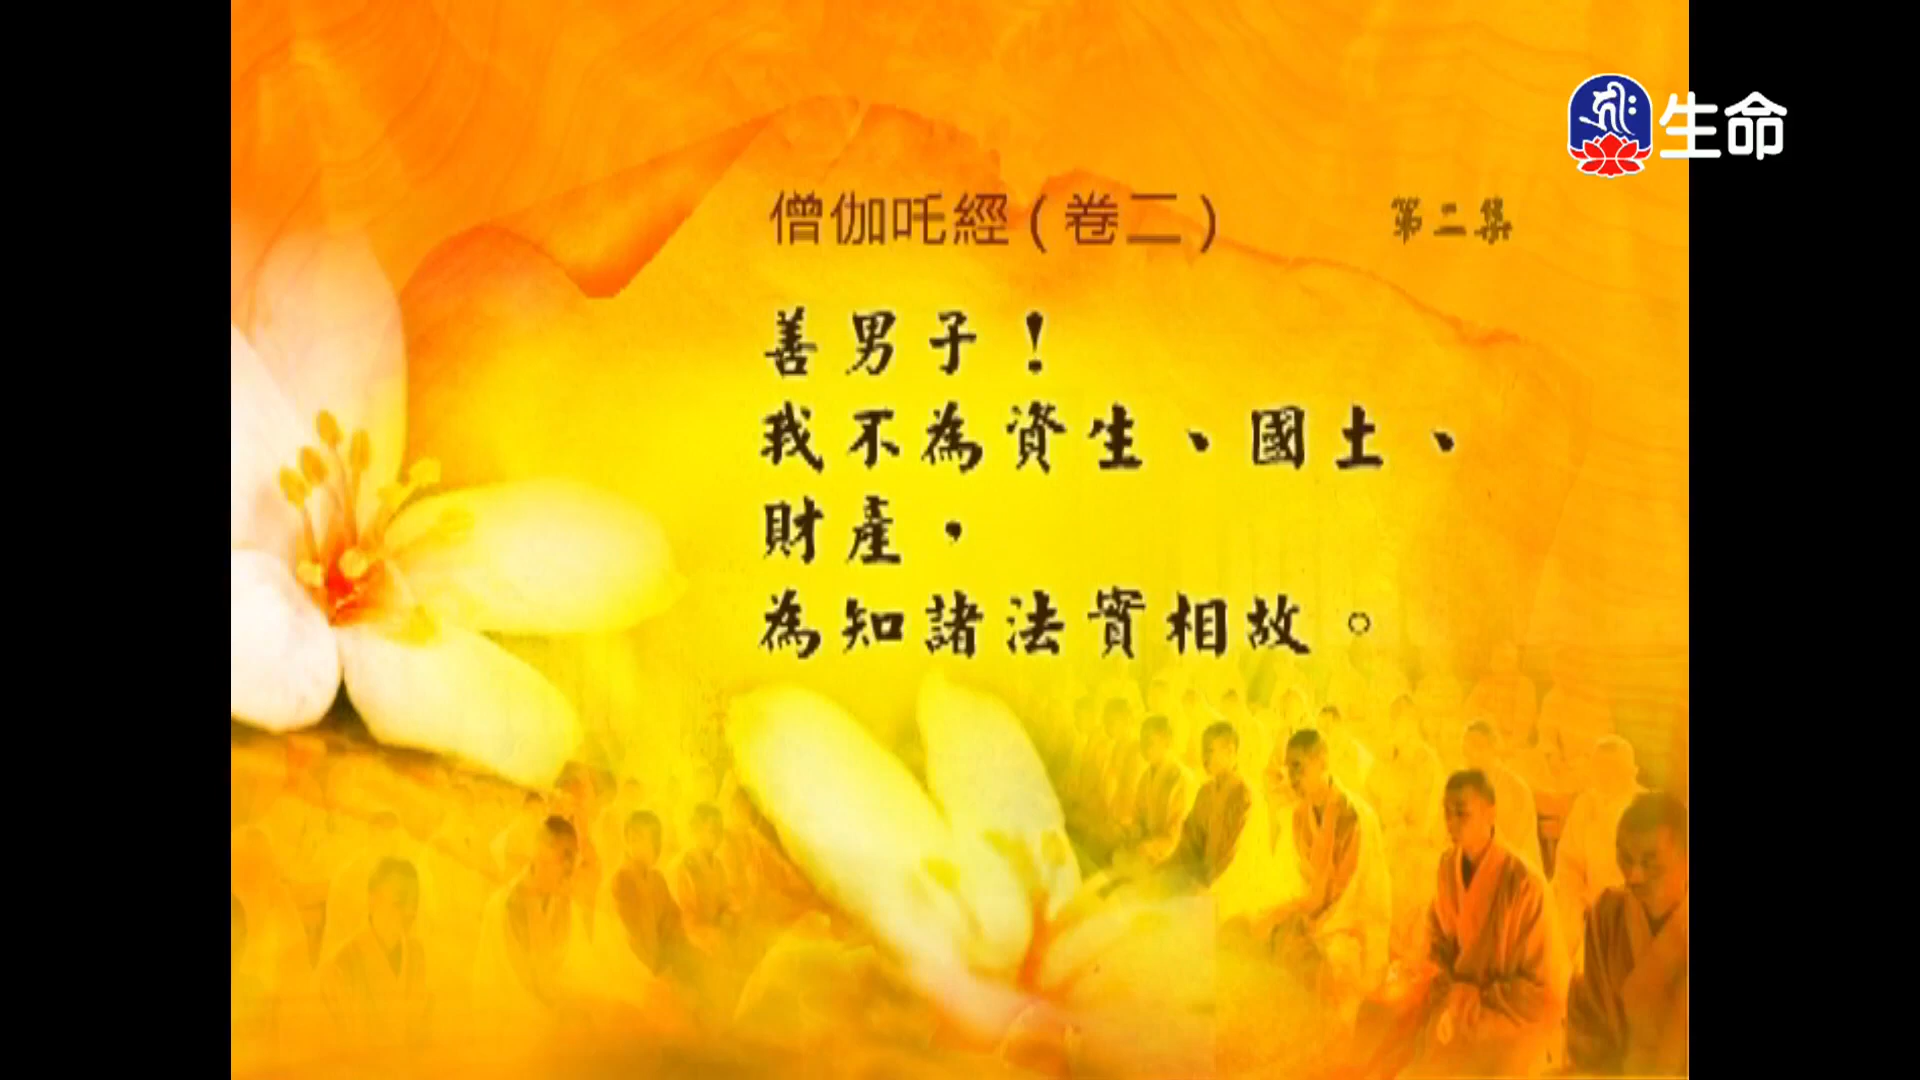 生命
僧伽吒經(卷二) 第二集
善男子!
我不為資生、國土、
財產,
為知諸法實相故。